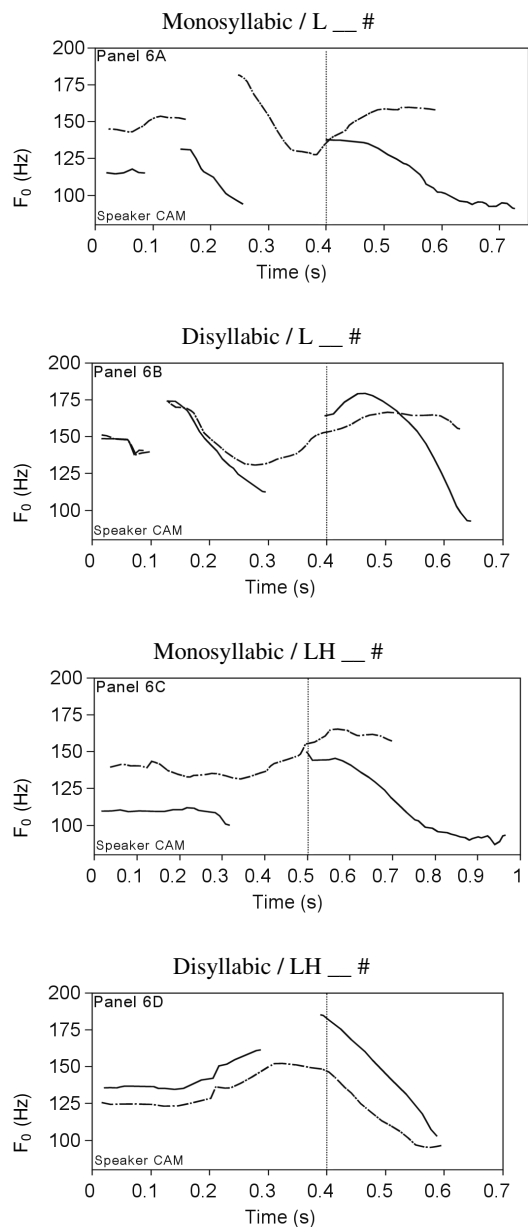 Monosyllabic / L __ #
200
175
150
125
100
F0 (Hz)
Panel 6A
Speaker CAM
0 0.1 0.2 0.3 0.4 0.5 0.6 0.7
Time (s)
Disyllabic / L __ #
200
175
150
125
100
F0 (Hz)
Panel 6B
Speaker CAM
0 0.1 0.2 0.3 0.4 0.5 0.6 0.7
Time (s)
Monosyllabic / LH __ #
200
175
150
125
100
F0 (Hz)
Panel 6C
Speaker CAM
0 0.1 0.2 0.3 0.4 0.5 0.6 0.7 0.8 0.9 1
Time (s)
Disyllabic / LH __ #
200
175
150
125
100
F0 (Hz)
Panel 6D
Speaker CAM
0 0.1 0.2 0.3 0.4 0.5 0.6 0.7
Time (s)